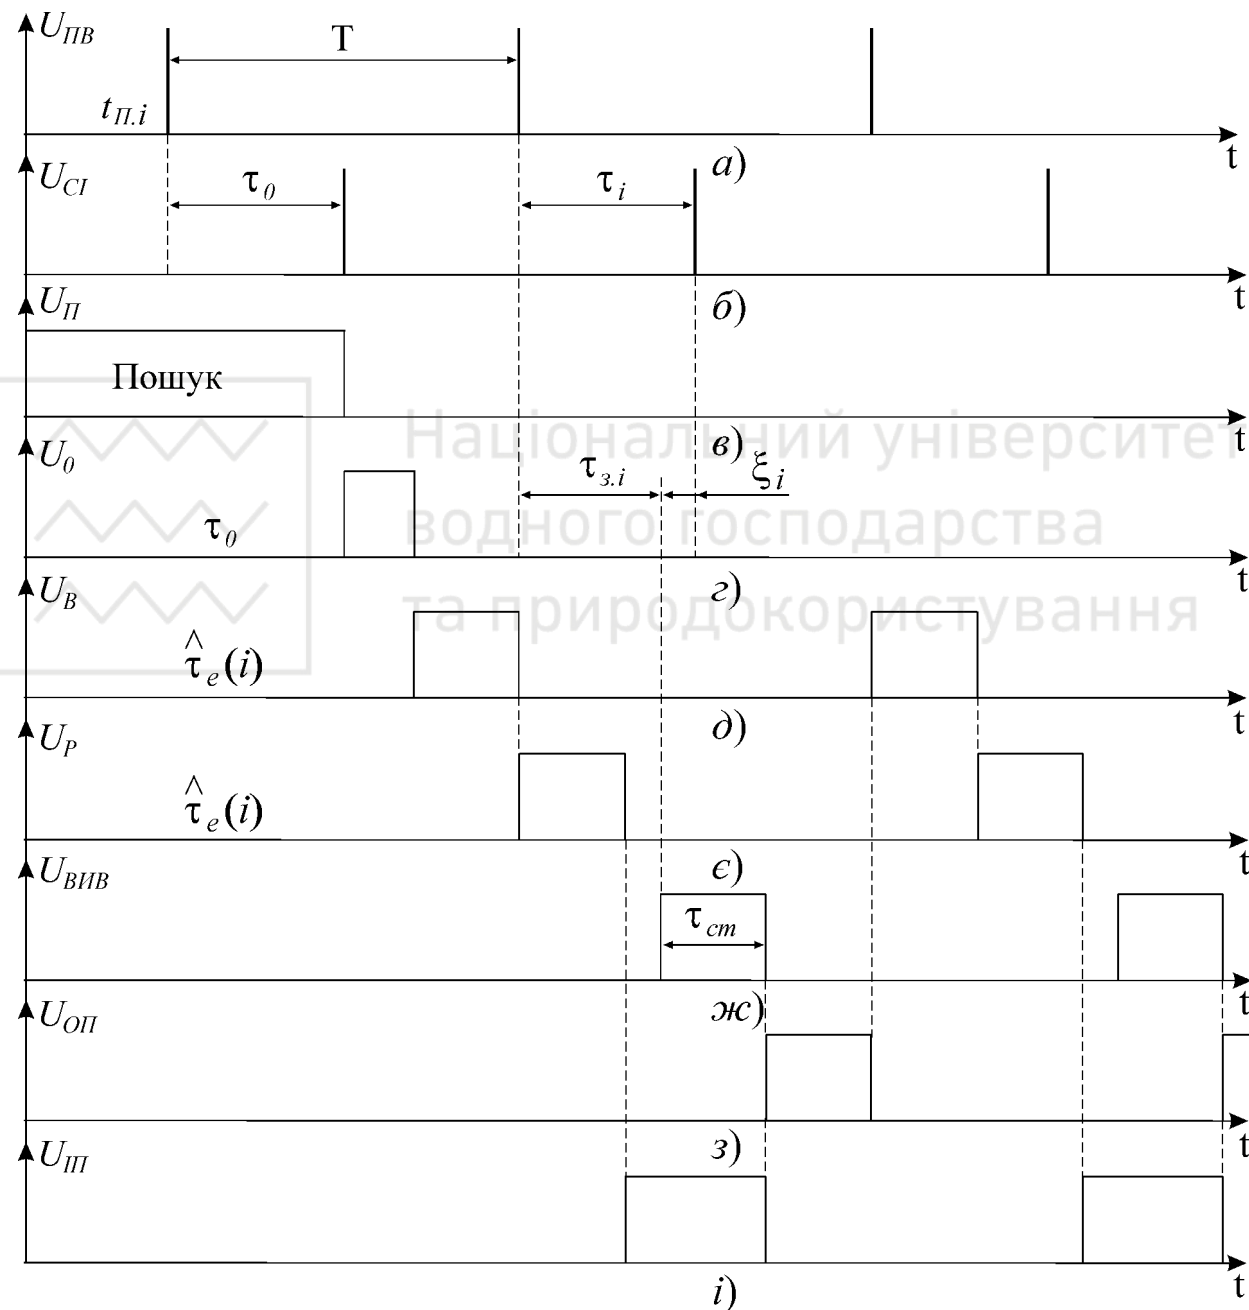 U_ПВ
T
t_П.i
t
а)
U_СІ
τ_0
τ_i
t
б)
U_П
Пошук
t
в)
Національний університет
U_0
τ_з.i
ξ_i
водного господарства
τ_0
t
г)
U_В
та природокористування
τ̂_e(i)
t
д)
U_Р
τ̂_e(i)
t
є)
U_ВИВ
τ_ст
t
ж)
U_ОП
t
з)
U_ІП
t
і)